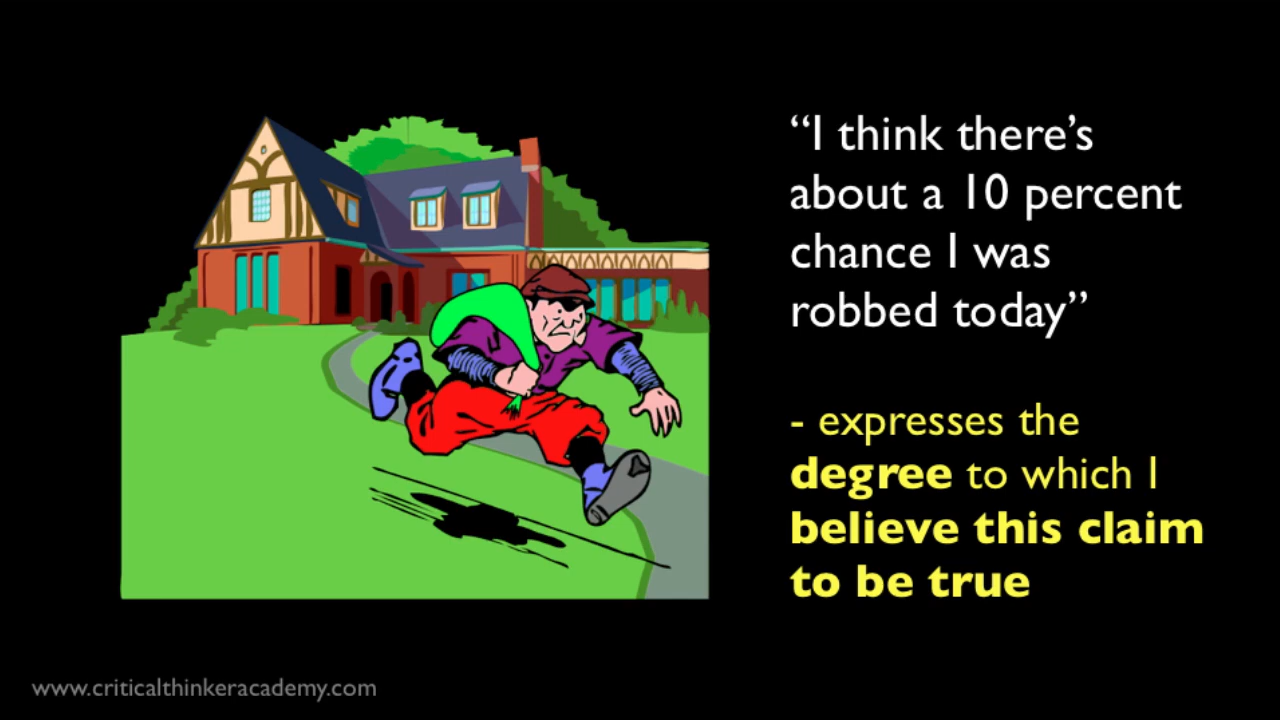 “I think there’s
about a 10 percent
chance I was
robbed today”
- expresses the
degree to which I
believe this claim
to be true
www.criticalthinkeracademy.com